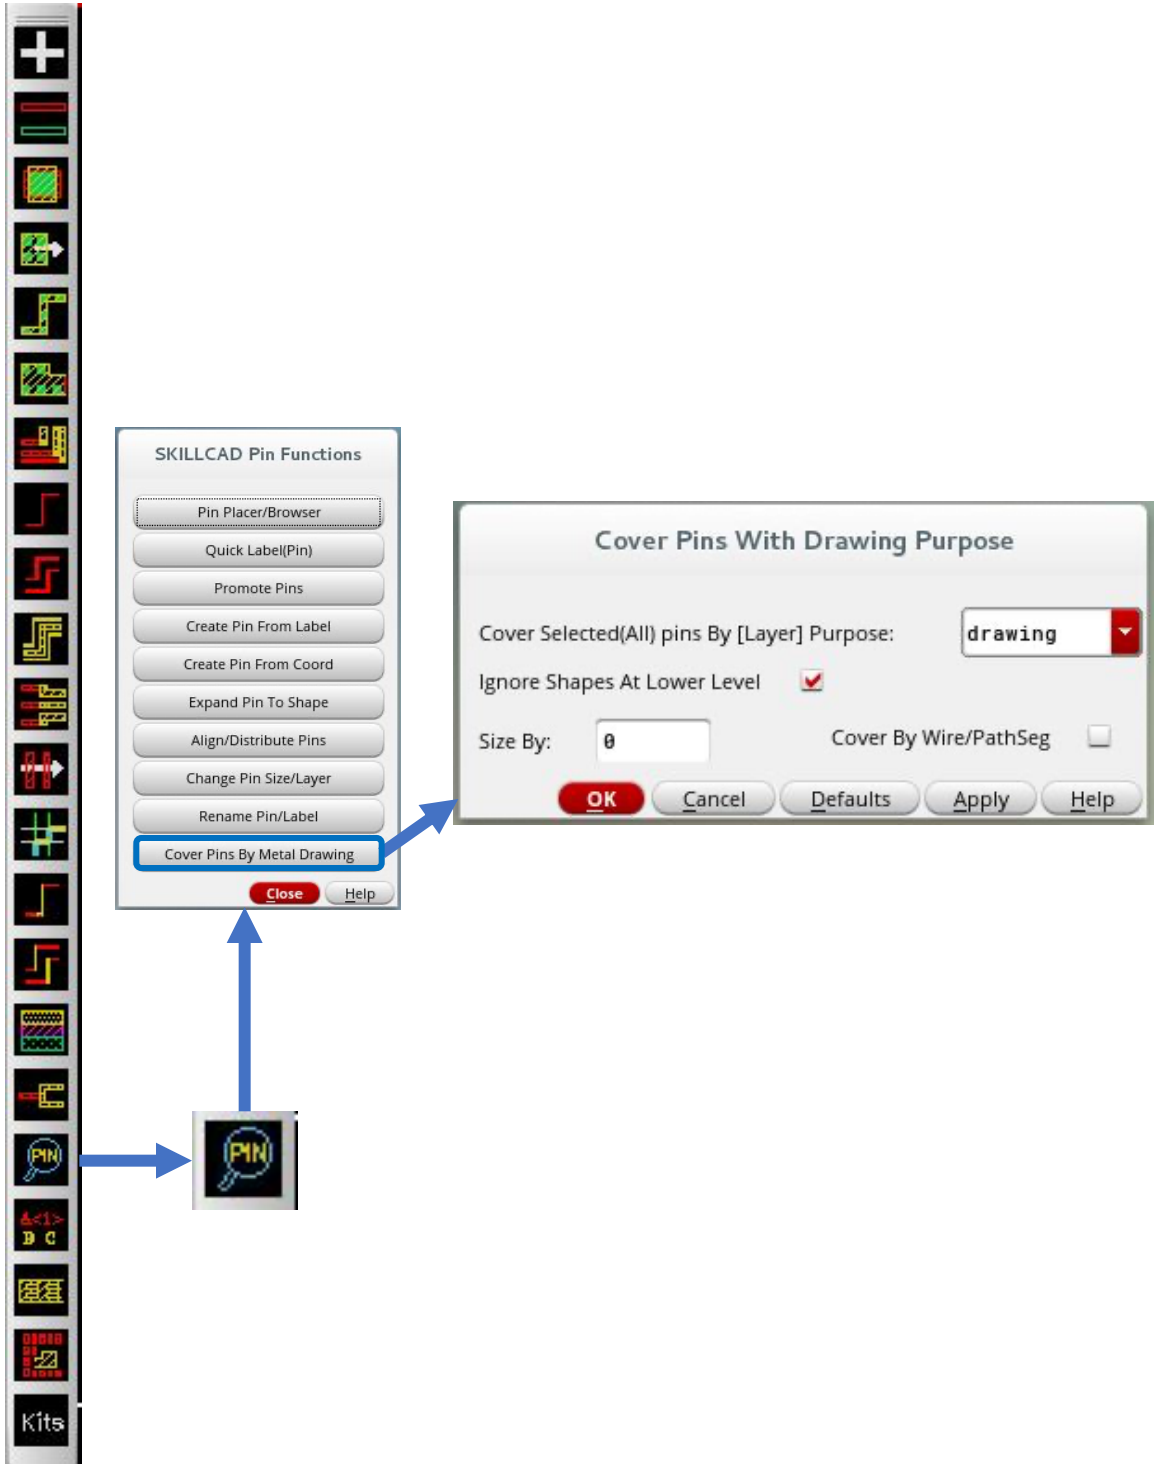 SKILLCAD Pin Functions
Pin Placer/Browser
Quick Label(Pin)
Promote Pins
Create Pin From Label
Create Pin From Coord
Expand Pin To Shape
Align/Distribute Pins
Change Pin Size/Layer
Rename Pin/Label
Cover Pins By Metal Drawing
Close Help
Cover Pins With Drawing Purpose
Cover Selected(All) pins By [Layer] Purpose: drawing
Ignore Shapes At Lower Level
Size By: 0 Cover By Wire/PathSeg
OK Cancel Defaults Apply Help
PIN
PIN
A<1>
B C
Kits